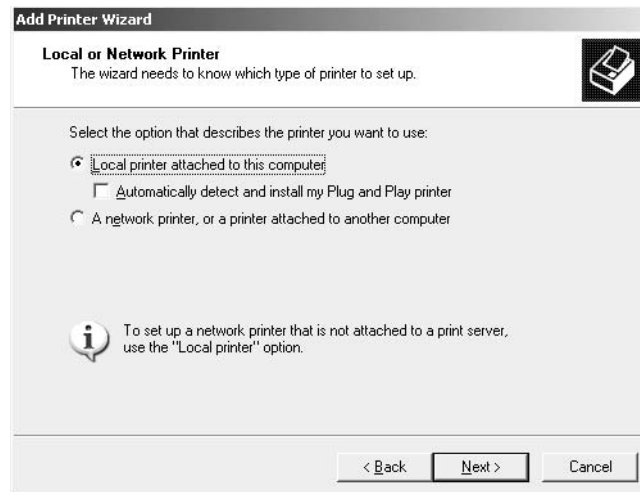 Add Printer Wizard
Local or Network Printer
The wizard needs to know which type of printer to set up.
Select the option that describes the printer you want to use:
Local printer attached to this computer
Automatically detect and install my Plug and Play printer
A network printer, or a printer attached to another computer
To set up a network printer that is not attached to a print server,
use the "Local printer" option.
< Back Next > Cancel